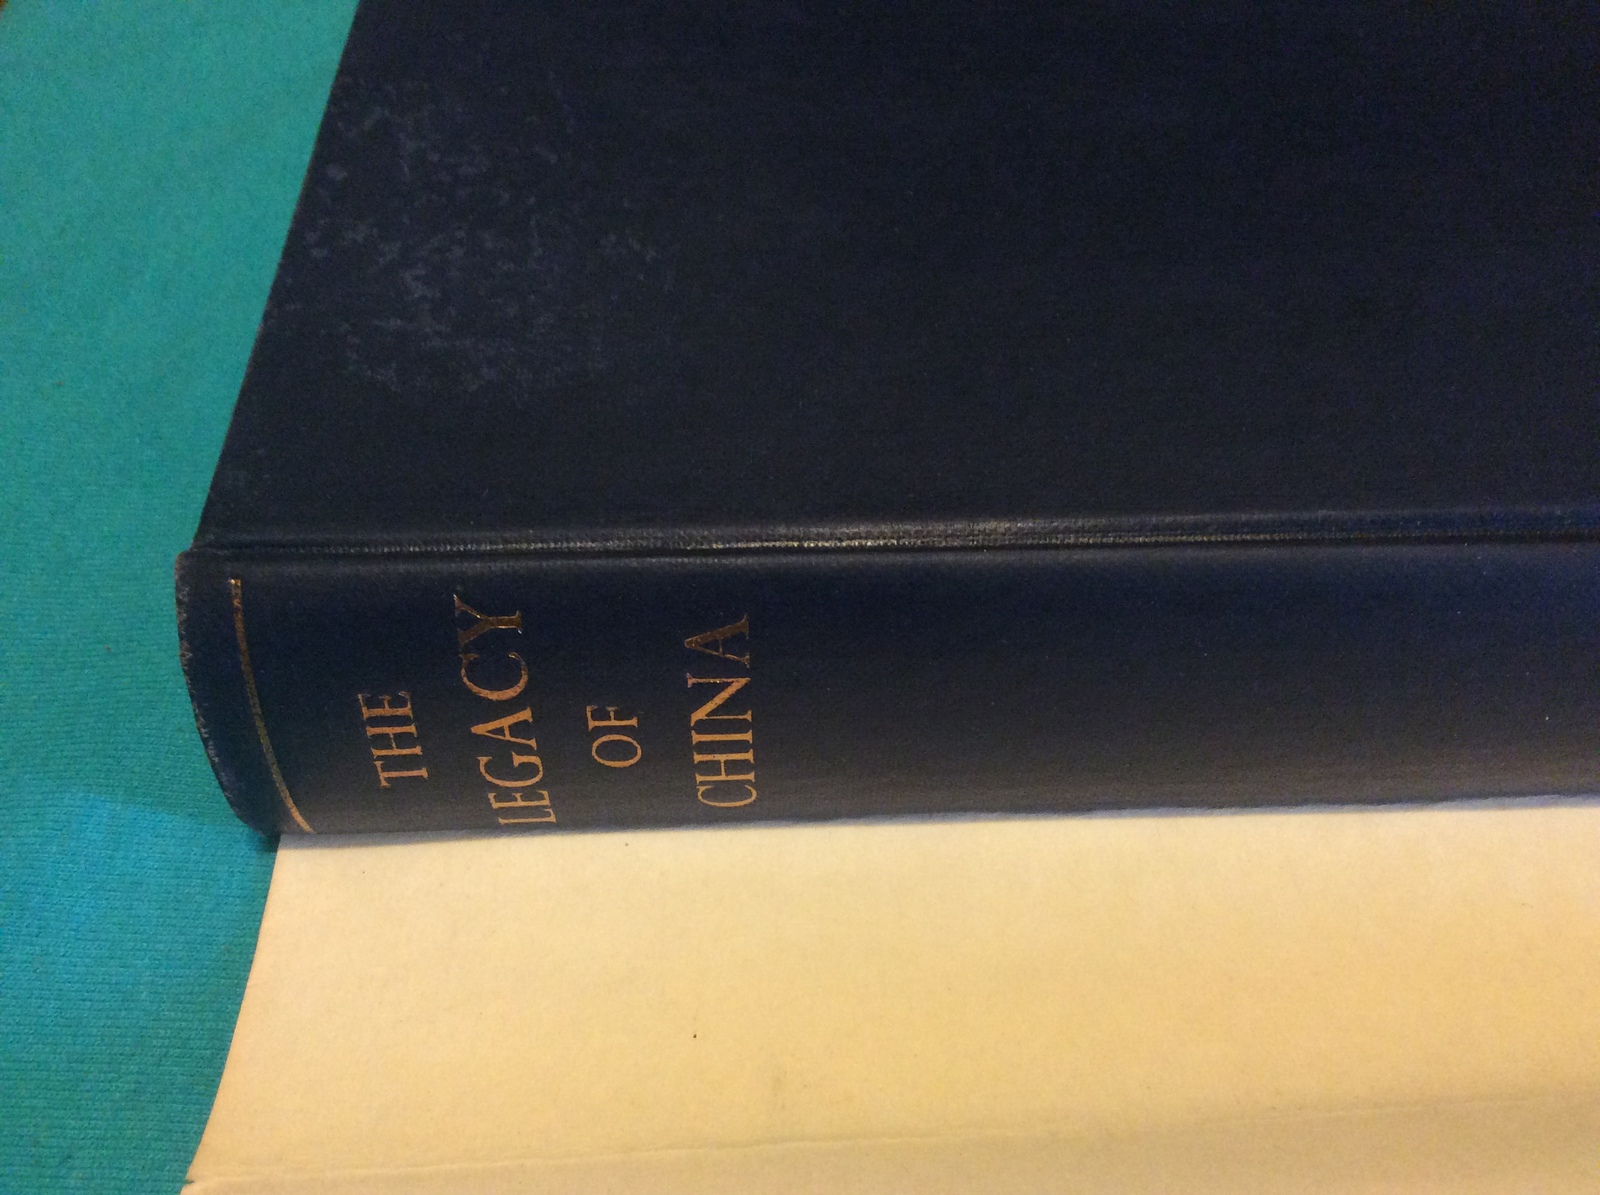 THE
LEGACY
OF
CHINA